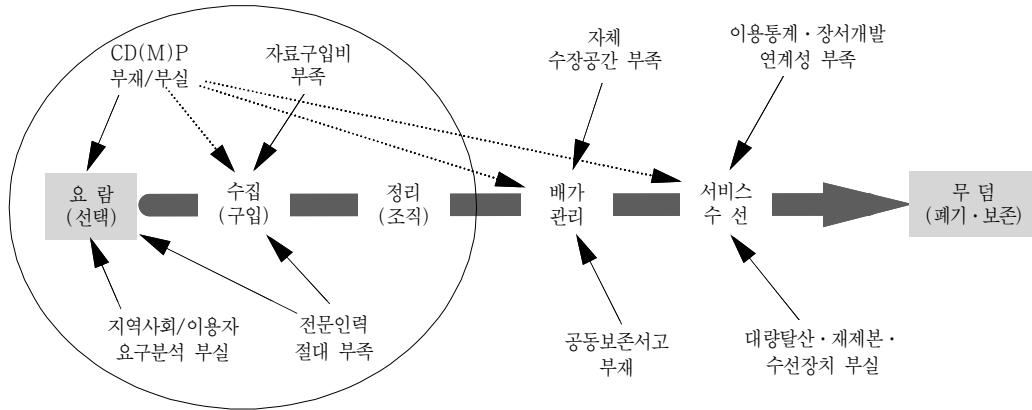 CD(M)P
부재/부실
자료구입비
부족
자체
수장공간 부족
이용통계·장서개발
연계성 부족
요 람
(선택)
수집
(구입)
정리
(조직)
배가
관리
서비스
수 선
무 덤
(폐기·보존)
지역사회/이용자
요구분석 부실
전문인력
절대 부족
공동보존서고
부재
대량탈산·재제본·
수선장치 부실